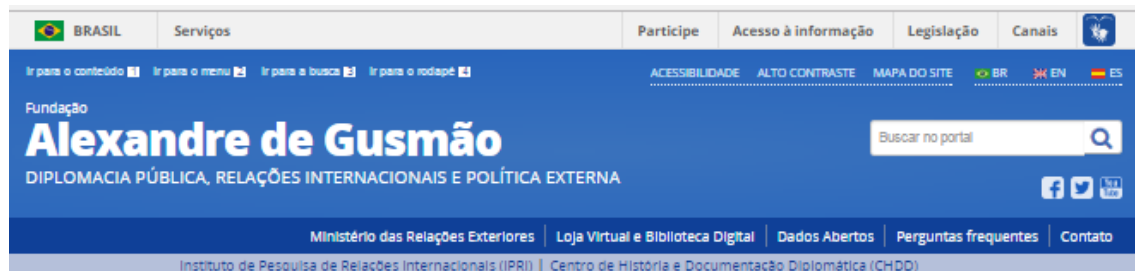 BRASIL Serviços Participe Acesso à informação Legislação Canais
Ir para o conteúdo 1 Ir para o menu 2 Ir para a busca 3 Ir para o rodapé 4 ACESSIBILIDADE ALTO CONTRASTE MAPA DO SITE BR EN ES
Fundação
Alexandre de Gusmão
Buscar no portal
DIPLOMACIA PÚBLICA, RELAÇÕES INTERNACIONAIS E POLÍTICA EXTERNA
You Tube
Ministério das Relações Exteriores Loja Virtual e Biblioteca Digital Dados Abertos Perguntas frequentes Contato
Instituto de Pesquisa de Relações Internacionais (IPRI) | Centro de História e Documentação Diplomática (CHDD)